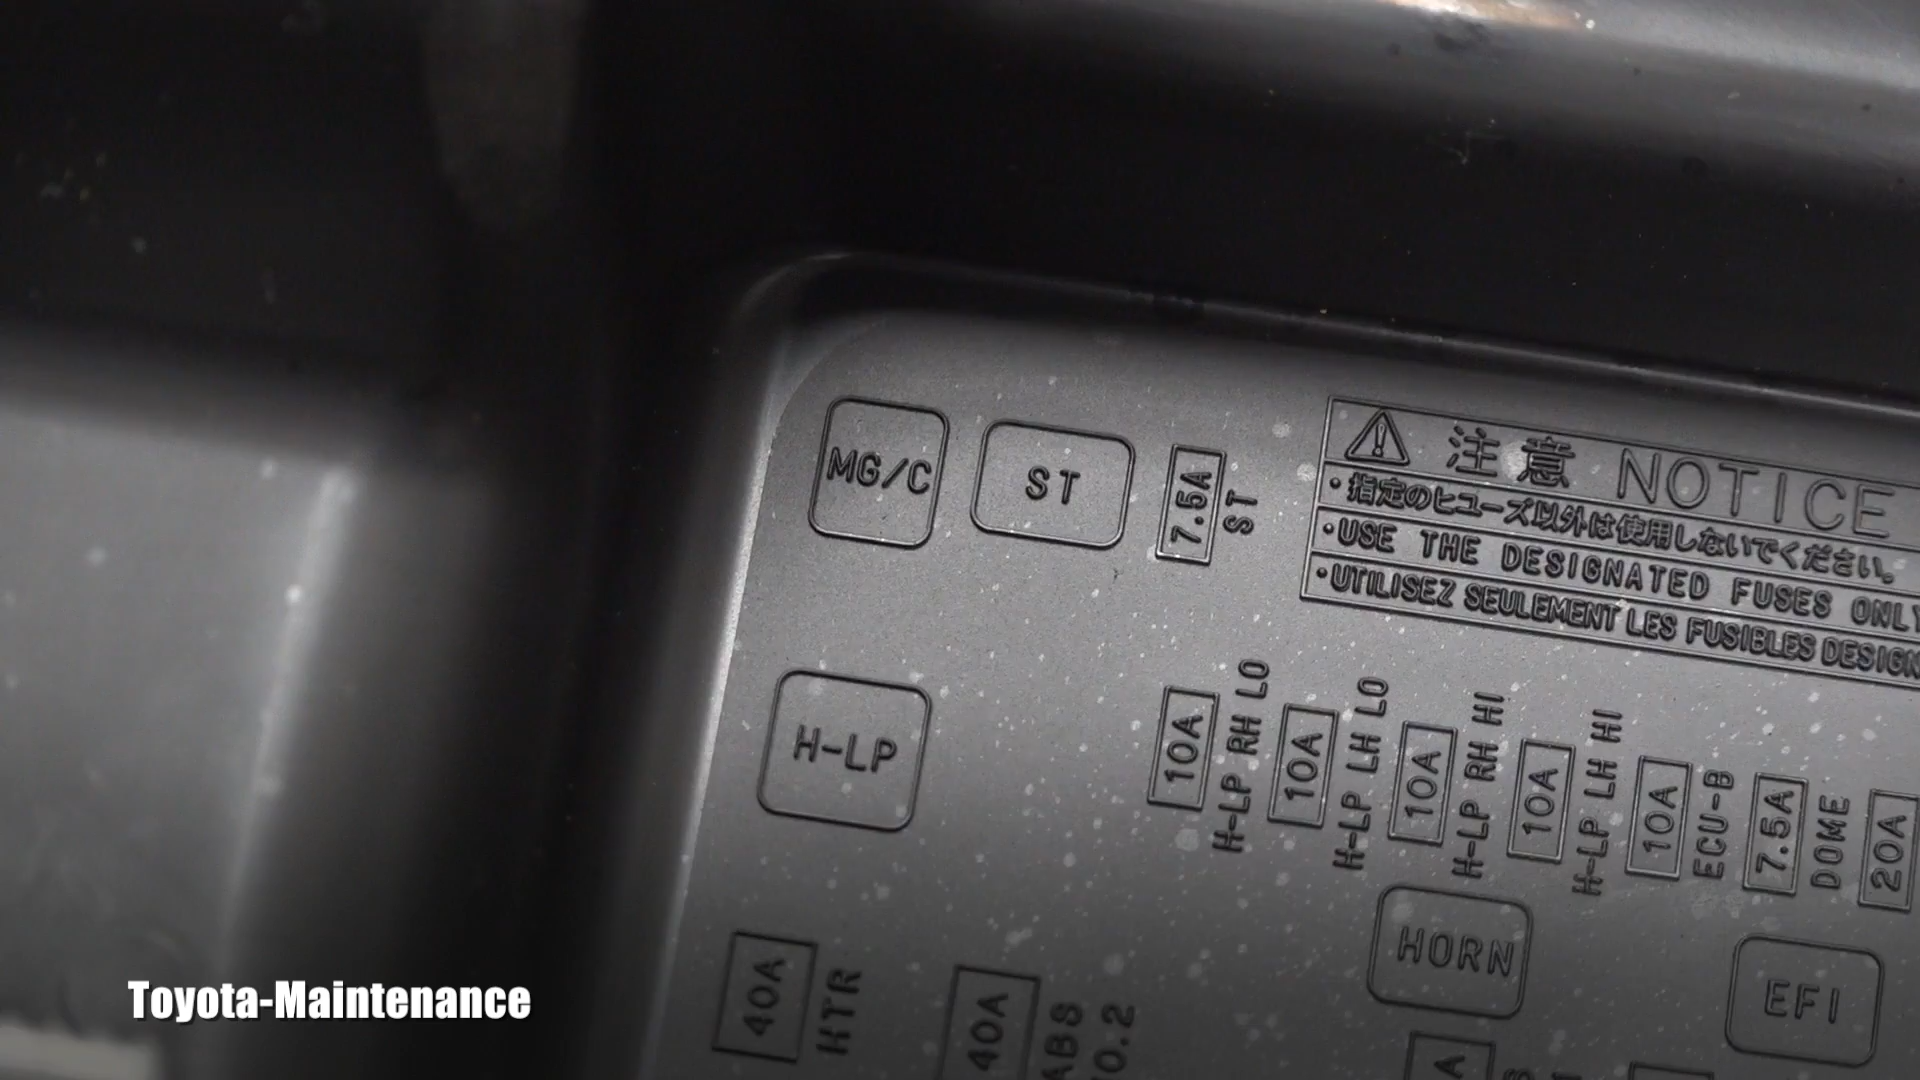 MG/C
ST
7.5A
ST
注意 NOTICE
・指定のヒューズ以外は使用しないでください。
・USE THE DESIGNATED FUSES ONLY
・UTILISEZ SEULEMENT LES FUSIBLES
H-LP
10A
H-LP RH LO
10A
H-LP LH LO
10A
H-LP RH HI
10A
H-LP LH HI
10A
ECU-B
7.5A
DOME
20A
HORN
EFI
40A
HTR
40A
ABS
Toyota-Maintenance